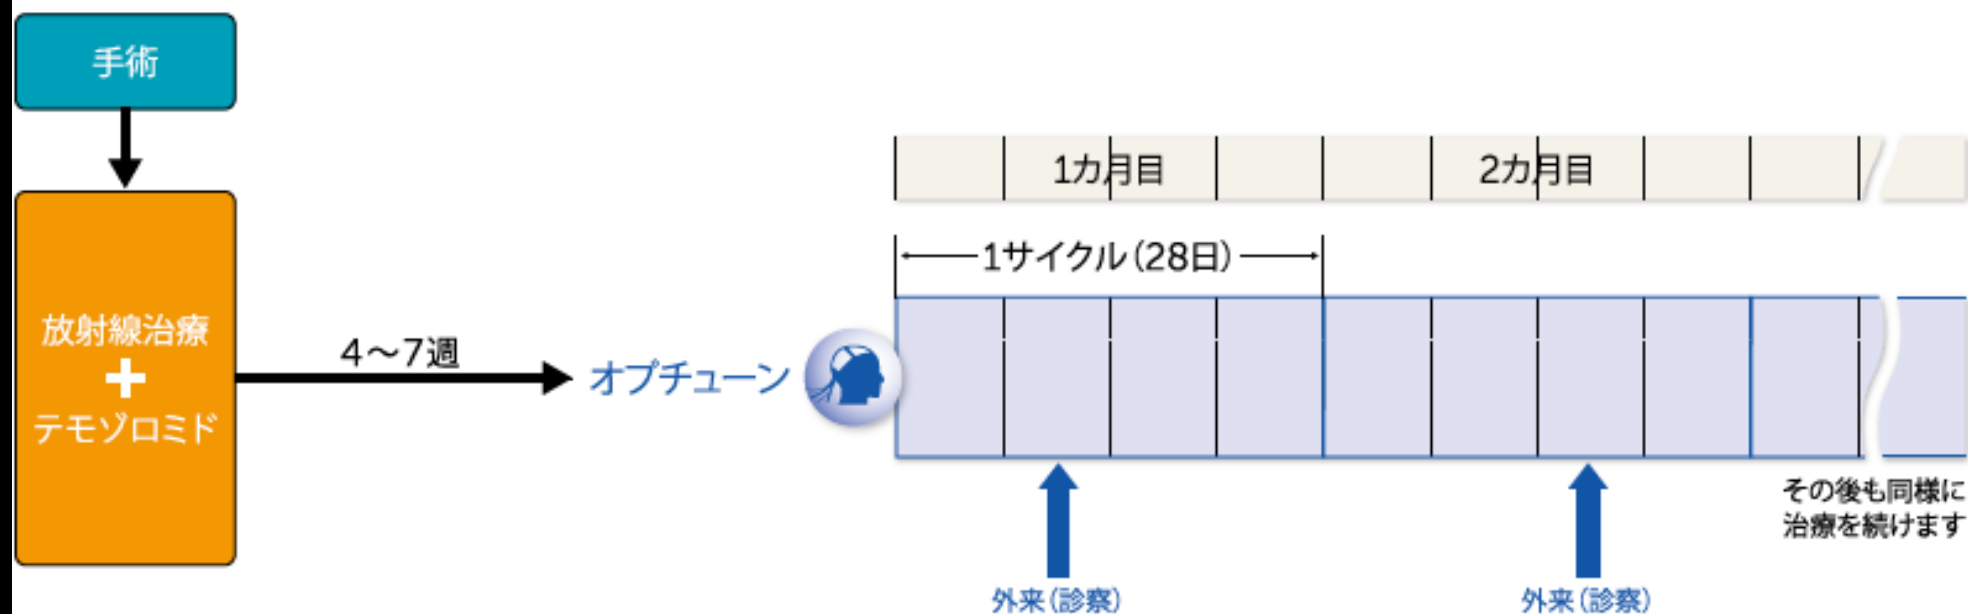 手術
放射線治療
+
テモゾロミド
4~7週
オプチューン
1カ月目
2カ月目
1サイクル(28日)
外来(診察)
外来(診察)
その後も同様に
治療を続けます